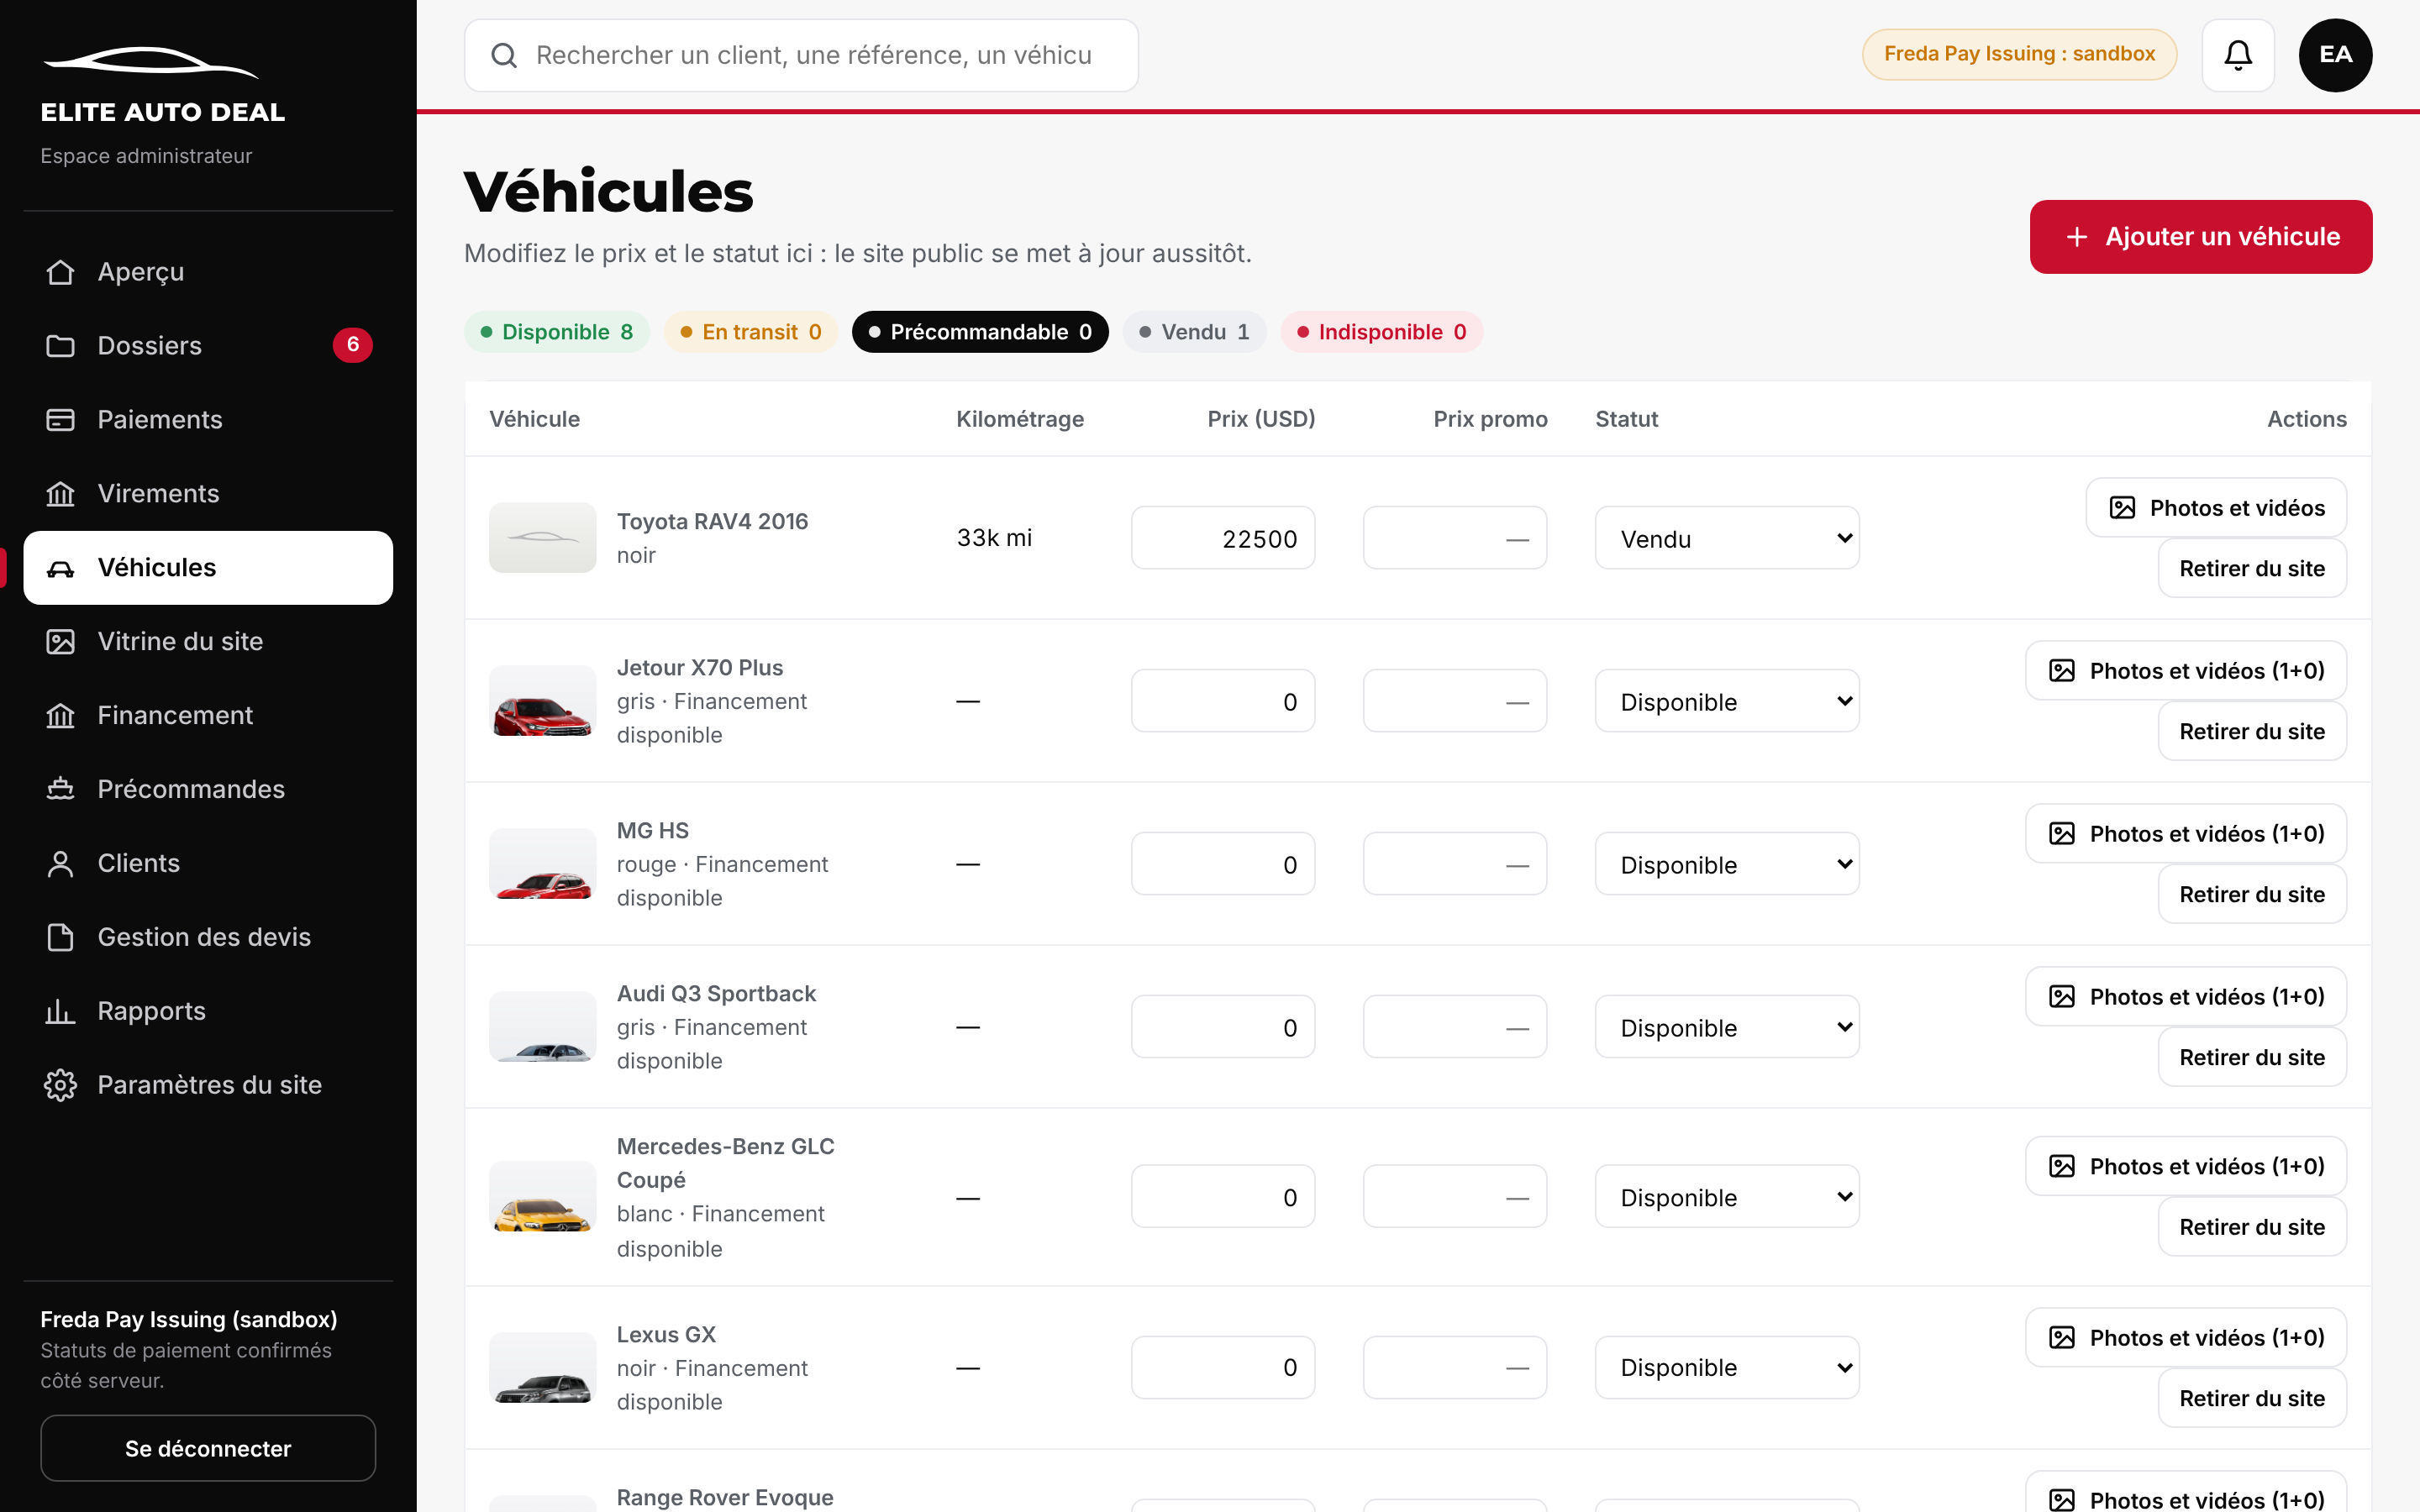 ELITE AUTO DEAL
Espace administrateur
Aperçu
Dossiers 6
Paiements
Virements
Véhicules
Vitrine du site
Financement
Précommandes
Clients
Gestion des devis
Rapports
Paramètres du site
Freda Pay Issuing (sandbox)
Statuts de paiement confirmés
côté serveur.
Se déconnecter
Rechercher un client, une référence, un véhicu
Freda Pay Issuing : sandbox
EA
Véhicules
Modifiez le prix et le statut ici : le site public se met à jour aussitôt.
+ Ajouter un véhicule
Disponible 8
En transit 0
Précommandable 0
Vendu 1
Indisponible 0
Véhicule Kilométrage Prix (USD) Prix promo Statut Actions
Toyota RAV4 2016
noir
33k mi
22500
—
Vendu
Photos et vidéos
Retirer du site
Jetour X70 Plus
gris · Financement
disponible
—
0
—
Disponible
Photos et vidéos (1+0)
Retirer du site
MG HS
rouge · Financement
disponible
—
0
—
Disponible
Photos et vidéos (1+0)
Retirer du site
Audi Q3 Sportback
gris · Financement
disponible
—
0
—
Disponible
Photos et vidéos (1+0)
Retirer du site
Mercedes-Benz GLC
Coupé
blanc · Financement
disponible
—
0
—
Disponible
Photos et vidéos (1+0)
Retirer du site
Lexus GX
noir · Financement
disponible
—
0
—
Disponible
Photos et vidéos (1+0)
Retirer du site
Range Rover Evoque
Photos et vidéos (1+0)